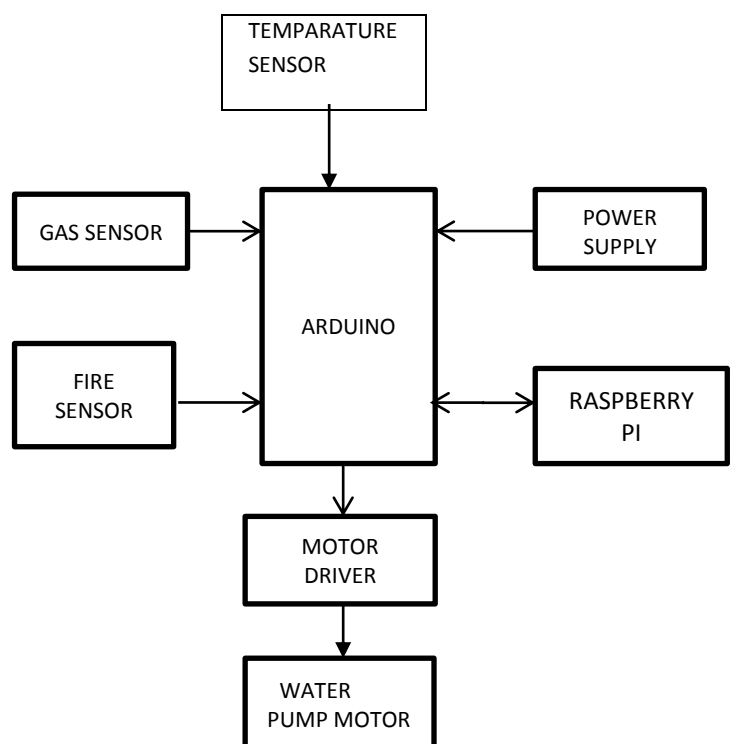 TEMPARATURE
SENSOR
GAS SENSOR
POWER
SUPPLY
ARDUINO
FIRE
SENSOR
RASPBERRY
PI
MOTOR
DRIVER
WATER
PUMP MOTOR